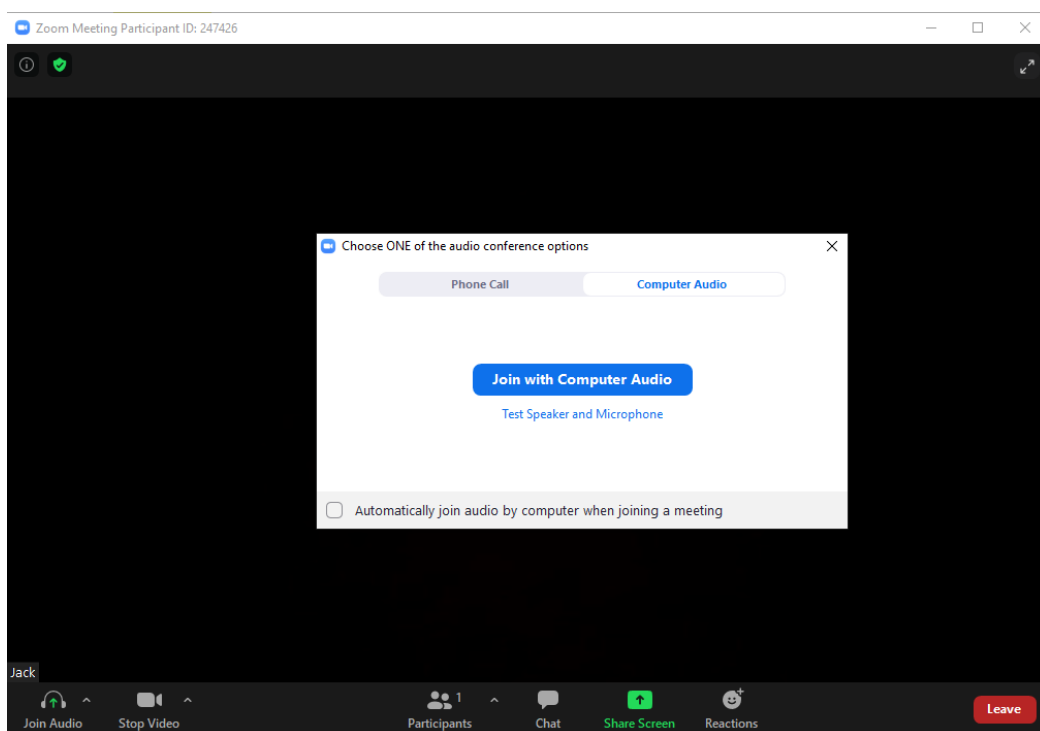 Zoom Meeting Participant ID: 247426
Choose ONE of the audio conference options
Phone Call
Computer Audio
Join with Computer Audio
Test Speaker and Microphone
Automatically join audio by computer when joining a meeting
Jack
1
Join Audio
Stop Video
Participants
Chat
Share Screen
Reactions
Leave